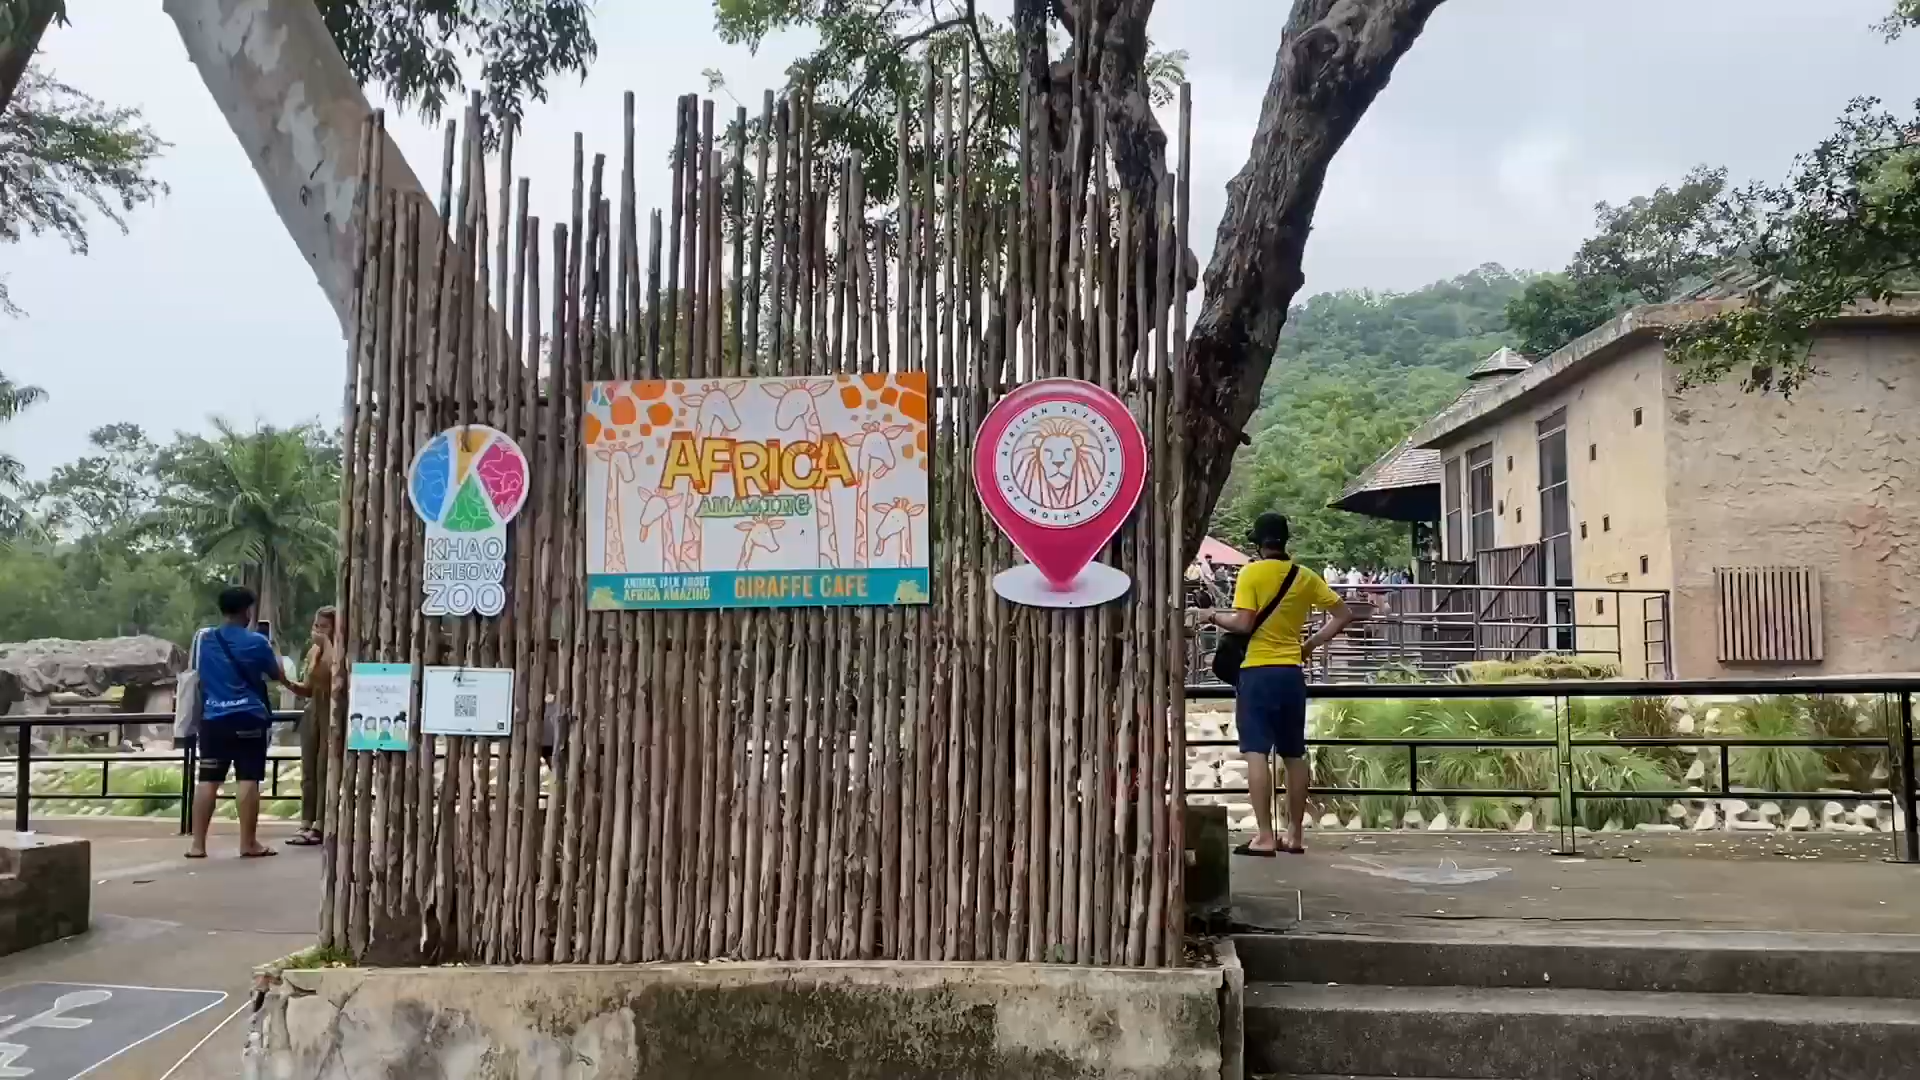 KHAO
KHEOW
ZOO
AFRICA
AMAZING
ANIMAL TALK ABOUT
AFRICA AMAZING
GIRAFFE CAFE
AFRICAN SAVANNA KHAO KHEOW ZOO